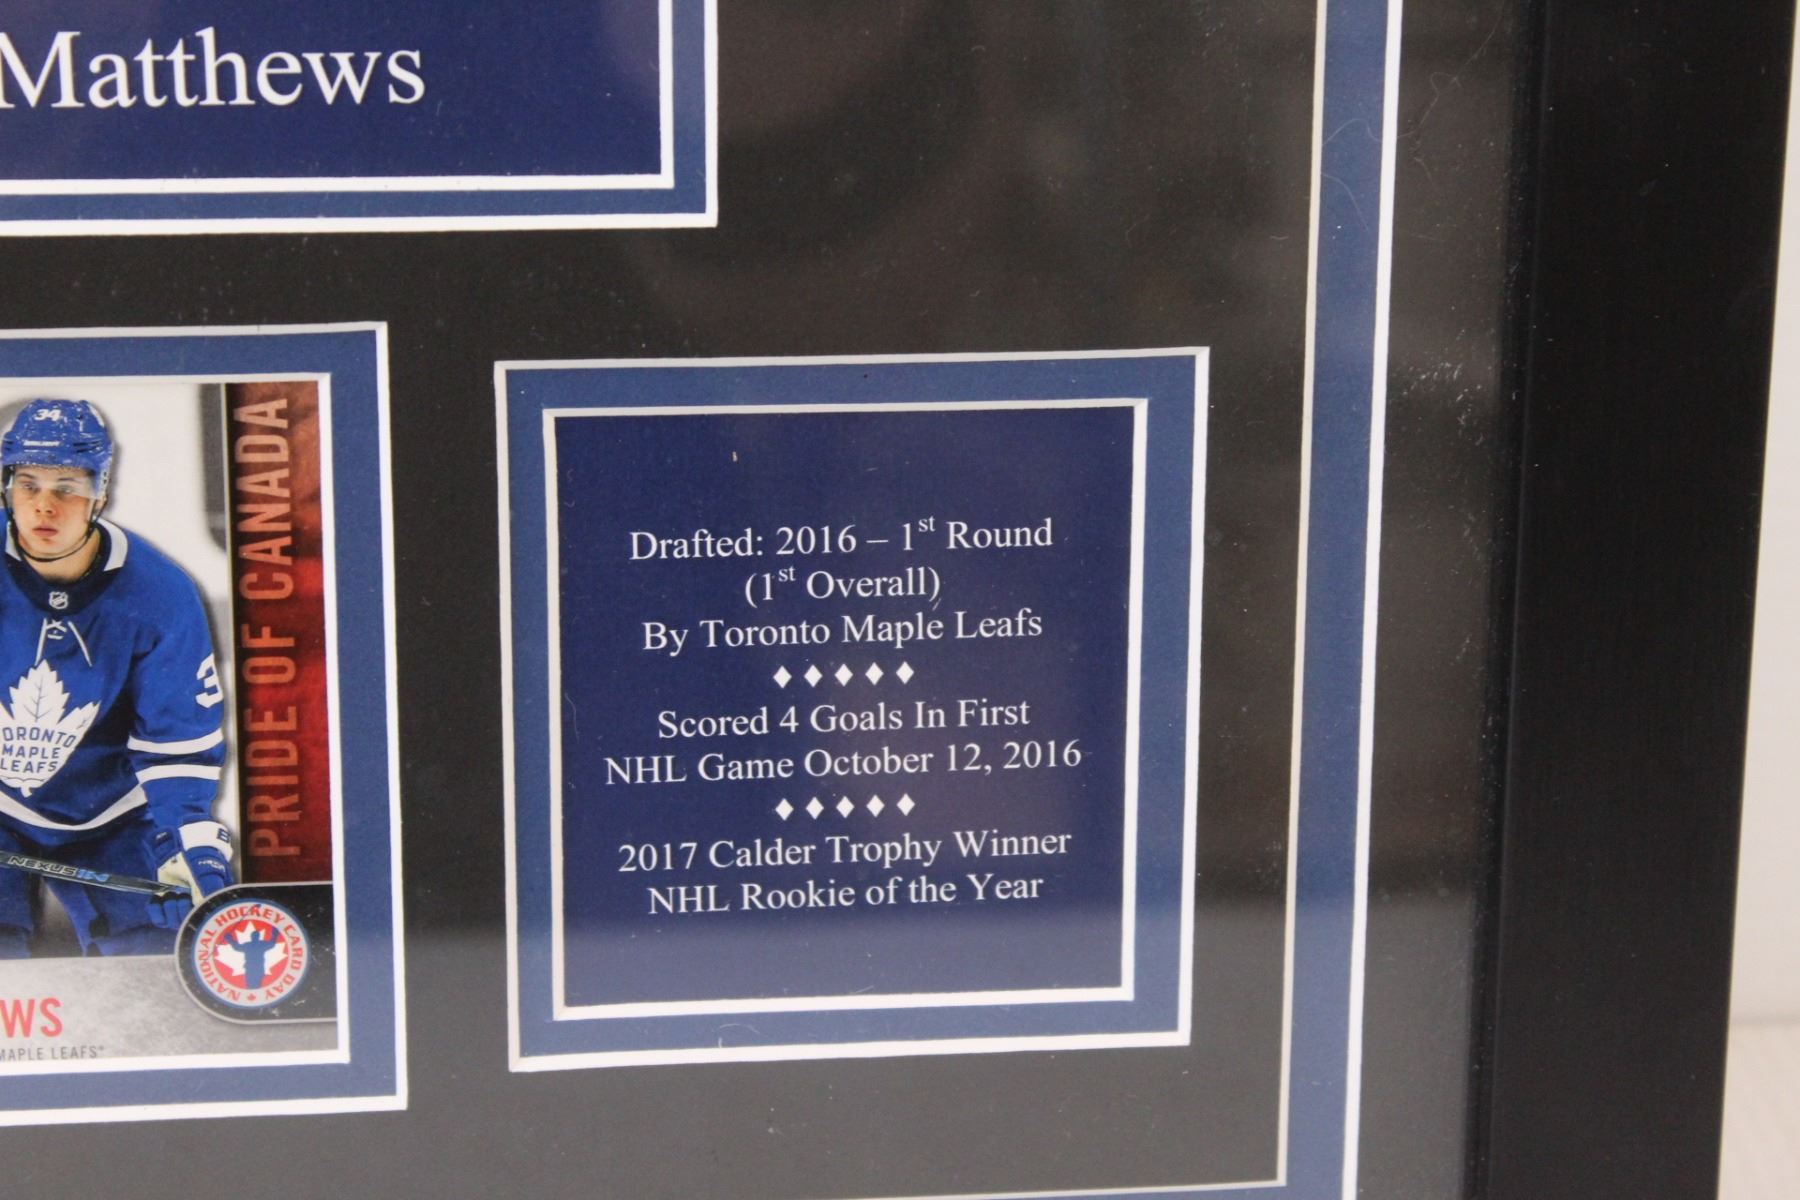 Matthews
34
PRIDE OF CANADA
TORONTO
MAPLE
LEAFS
3
NEXUS
NATIONAL HOCKEY CARD DAY
WS
MAPLE LEAFS
Drafted: 2016 – 1st Round
(1st Overall)
By Toronto Maple Leafs
♦♦♦♦♦
Scored 4 Goals In First
NHL Game October 12, 2016
♦♦♦♦♦
2017 Calder Trophy Winner
NHL Rookie of the Year